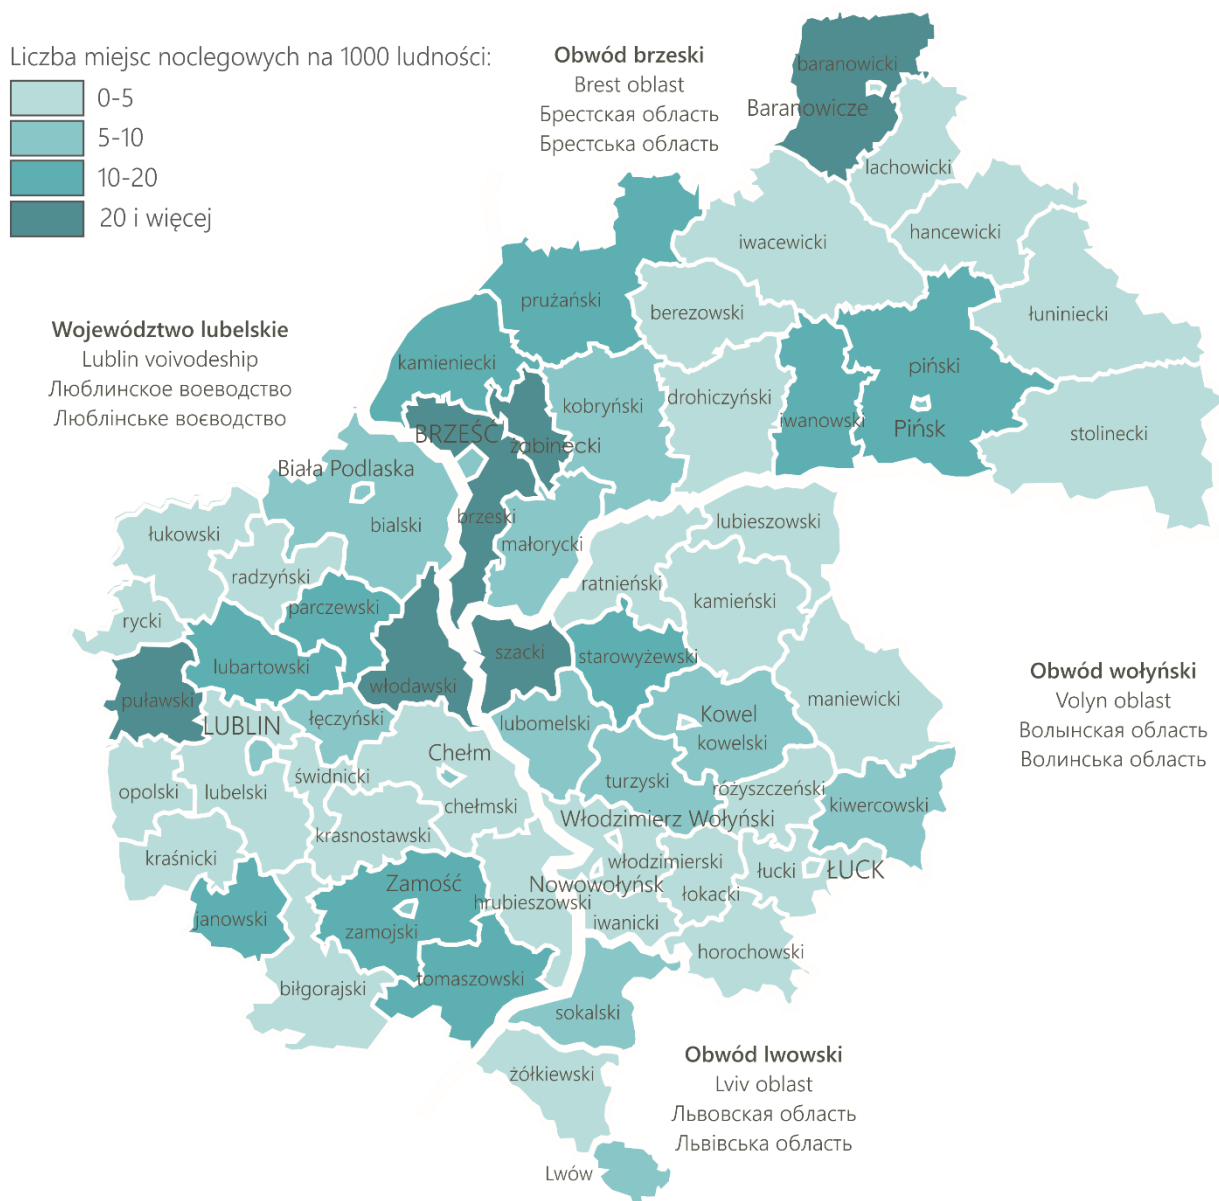 Liczba miejsc noclegowych na 1000 ludności:
0-5
5-10
10-20
20 i więcej
Obwód brzeski
Brest oblast
Брестская область
Брестська область
Województwo lubelskie
Lublin voivodeship
Люблинское воеводство
Люблінське воєводство
baranowicki
Baranowicze
lachowicki
hancewicki
iwacewicki
prużański
berezowski
łuniniecki
kamieniecki
piński
kobryński
drohiczyński
iwanowski
Pińsk
stolinecki
BRZEŚĆ
żabinecki
Biała Podlaska
bialski
brzeski
małorycki
lubieszowski
łukowski
radzyński
ratnieński
kamieński
parczewski
rycki
szacki
starowyżewski
lubartowski
włodawski
puławski
maniewicki
LUBLIN
łęczyński
lubomelski
Kowel
kowelski
Chełm
opolski
lubelski
świdnicki
chełmski
turzyski
różyszczeński
kiwercowski
krasnostawski
Włodzimierz Wołyński
kraśnicki
włodzimierski
łucki
ŁUCK
Zamość
Nowowołyńsk
łokacki
hrubieszowski
janowski
zamojski
iwanicki
horochowski
biłgorajski
tomaszowski
sokalski
żółkiewski
Lwów
Obwód wołyński
Volyn oblast
Волынская область
Волинська область
Obwód lwowski
Lviv oblast
Львовская область
Львівська область